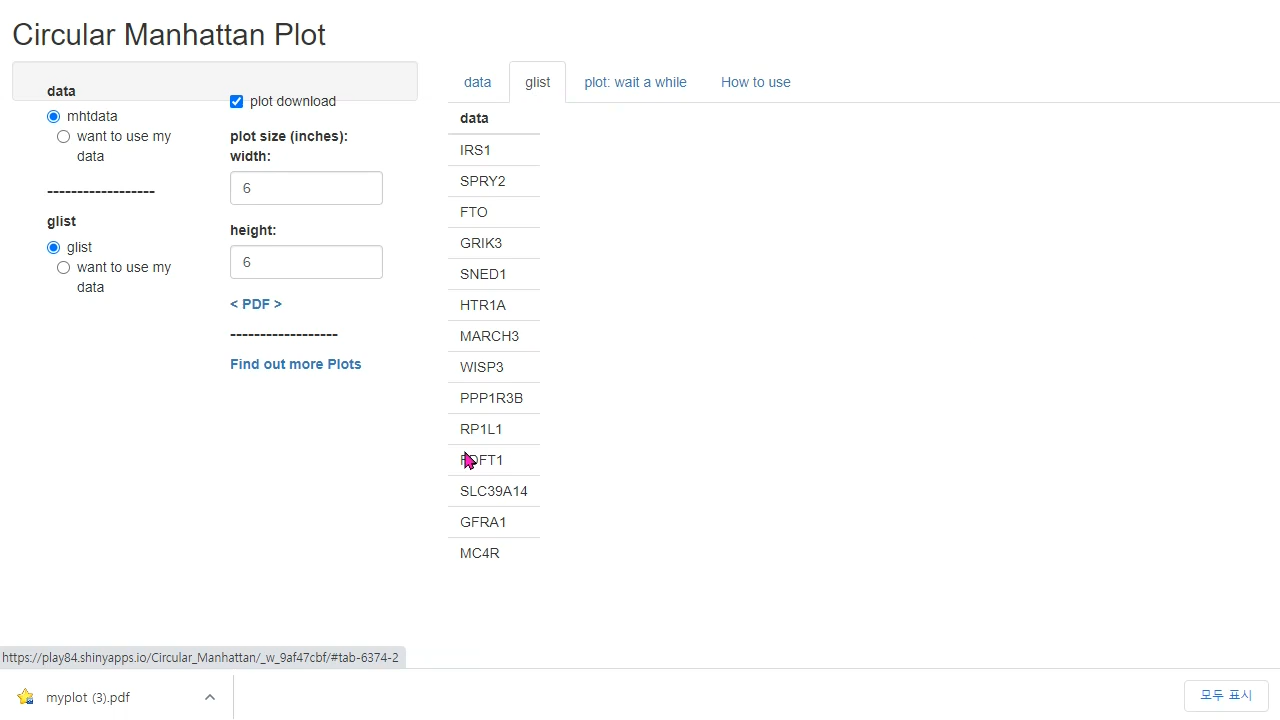 Circular Manhattan Plot
data
mhtdata
want to use my
data
-------------------
glist
glist
want to use my
data
plot download
plot size (inches):
width:
6
height:
6
< PDF >
-------------------
Find out more Plots
data
glist
plot: wait a while
How to use
data
IRS1
SPRY2
FTO
GRIK3
SNED1
HTR1A
MARCH3
WISP3
PPP1R3B
RP1L1
SLC39A14
GFRA1
MC4R
https://play84.shinyapps.io/Circular_Manhattan/_w_9af47cbf/#tab-6374-2
myplot (3).pdf
모두 표시